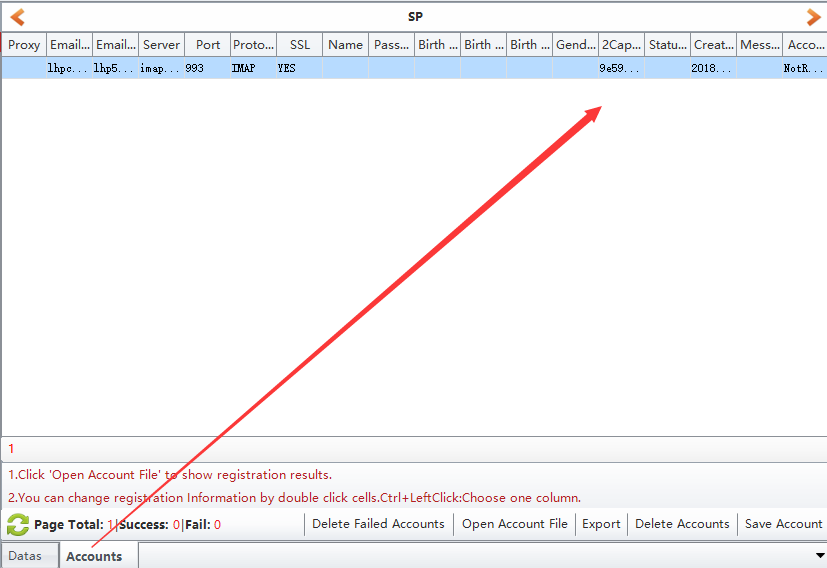 SP
Proxy Email... Email... Server Port Proto... SSL Name Pass... Birth ... Birth ... Birth ... Gend... 2Cap... Statu... Creat... Mess... Acco...
lhpc... lhp5... imap... 993 IMAP YES 9e59... 2018... NotR...
1
1.Click 'Open Account File' to show registration results.
2.You can change registration Information by double click cells.Ctrl+LeftClick:Choose one column.
Page Total: 1|Success: 0|Fail: 0 Delete Failed Accounts Open Account File Export Delete Accounts Save Account
Datas Accounts